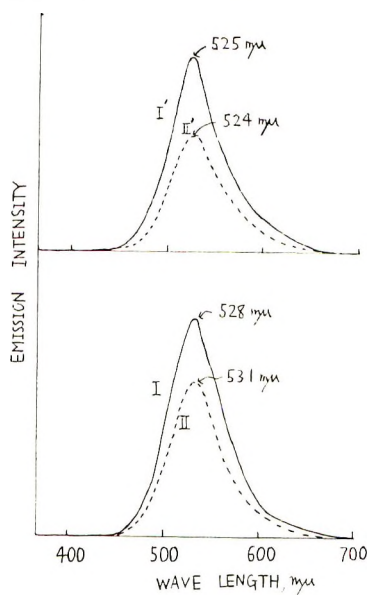 525 mμ
I'
II'
524 mμ
EMISSION INTENSITY
528 mμ
531 mμ
I
II
400 500 600 700
WAVE LENGTH, mμ